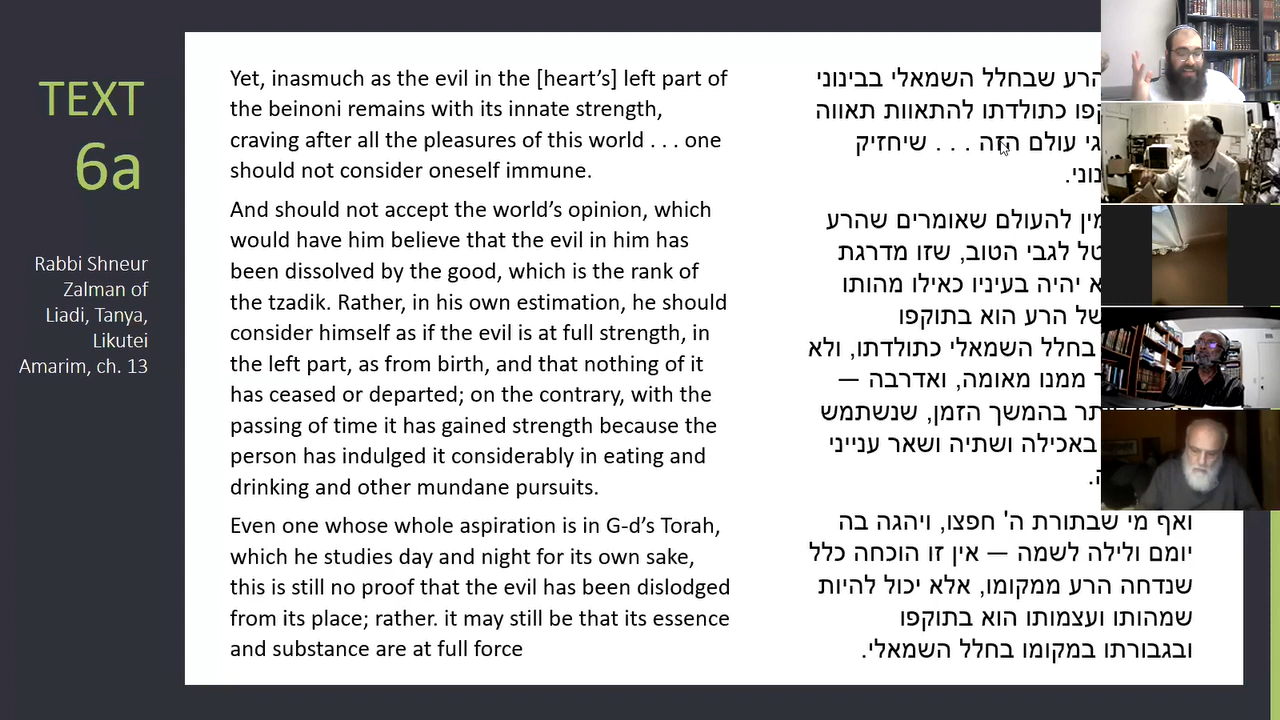 TEXT
6a
Rabbi Shneur
Zalman of
Liadi, Tanya,
Likutei
Amarim, ch. 13
Yet, inasmuch as the evil in the [heart’s] left part of
the beinoni remains with its innate strength,
craving after all the pleasures of this world . . . one
should not consider oneself immune.
And should not accept the world’s opinion, which
would have him believe that the evil in him has
been dissolved by the good, which is the rank of
the tzadik. Rather, in his own estimation, he should
consider himself as if the evil is at full strength, in
the left part, as from birth, and that nothing of it
has ceased or departed; on the contrary, with the
passing of time it has gained strength because the
person has indulged it considerably in eating and
drinking and other mundane pursuits.
Even one whose whole aspiration is in G-d’s Torah,
which he studies day and night for its own sake,
this is still no proof that the evil has been dislodged
from its place; rather. it may still be that its essence
and substance are at full force
הרע שבחלל השמאלי בבינוני
כתולדתו להתאוות תאווה
עולם הזה . . . שיחזיק
להעולם שאומרים שהרע
לגבי הטוב, שזו מדרגת
יהיה בעיניו כאילו מהותו
של הרע הוא בתוקפו
בחלל השמאלי כתולדתו, ולא
ממנו מאומה, ואדרבה —
בהמשך הזמן, שנשתמש
באכילה ושתיה ושאר ענייני
ואף מי שבתורת ה' חפצו, ויהגה בה
יומם ולילה לשמה — אין זו הוכחה כלל
שנדחה הרע ממקומו, אלא יכול להיות
שמהותו ועצמותו הוא בתוקפו
ובגבורתו במקומו בחלל השמאלי.